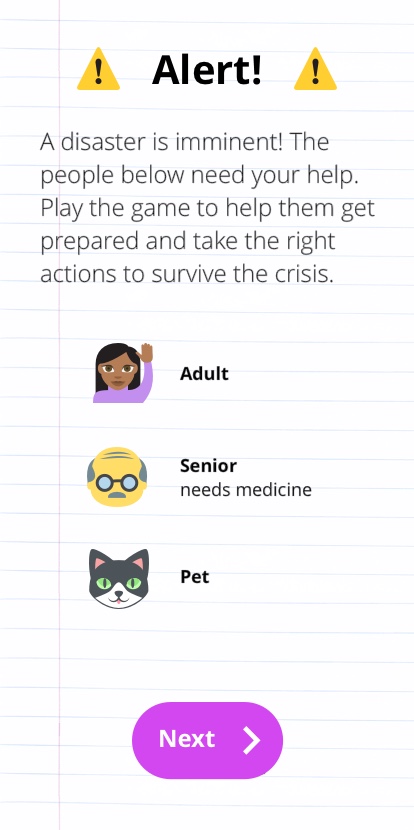 Alert!
A disaster is imminent! The
people below need your help.
Play the game to help them get
prepared and take the right
actions to survive the crisis.
Adult
Senior
needs medicine
Pet
Next